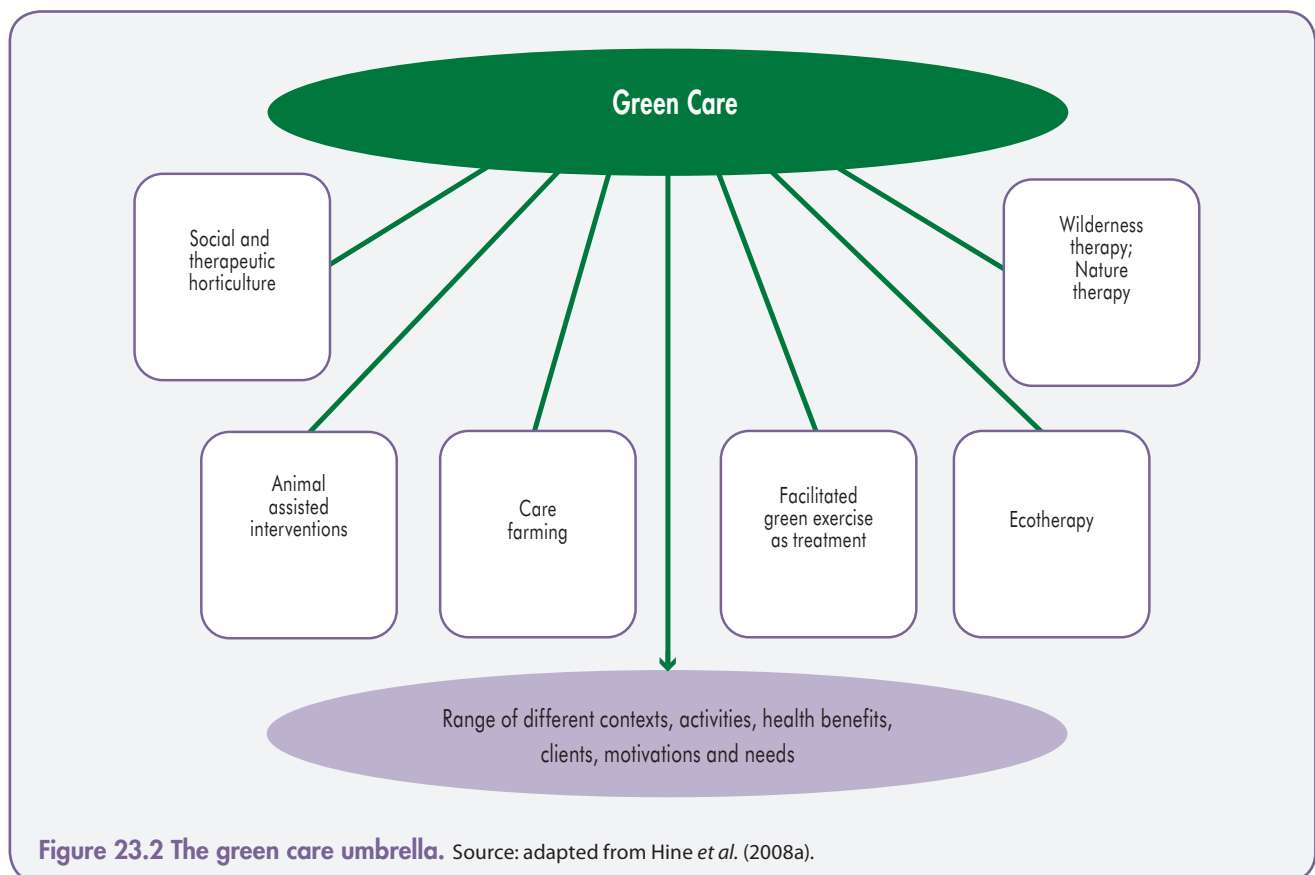 Green Care
Social and
therapeutic
horticulture
Wilderness
therapy;
Nature
therapy
Animal
assisted
interventions
Care
farming
Facilitated
green exercise
as treatment
Ecotherapy
Range of different contexts, activities, health benefits,
clients, motivations and needs
Figure 23.2 The green care umbrella. Source: adapted from Hine et al. (2008a).